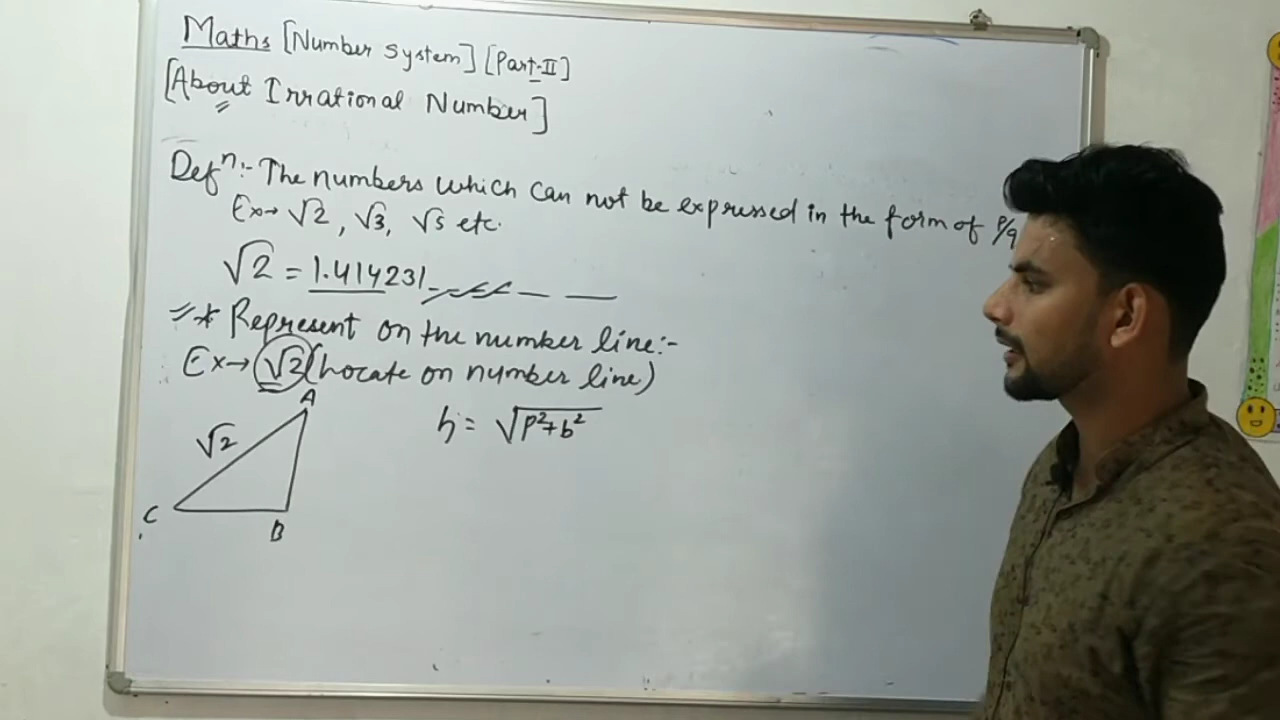 Maths [Number System] [Part-II]
[About Irrational Number]
Defⁿ:- The numbers which can not be expressed in the form of P/q
Ex→ √2, √3, √5 etc.
√2 = 1.414231
=> * Represent on the number line:-
Ex→ √2 (Locate on number line)
A
√2
h = √P²+b²
C
B